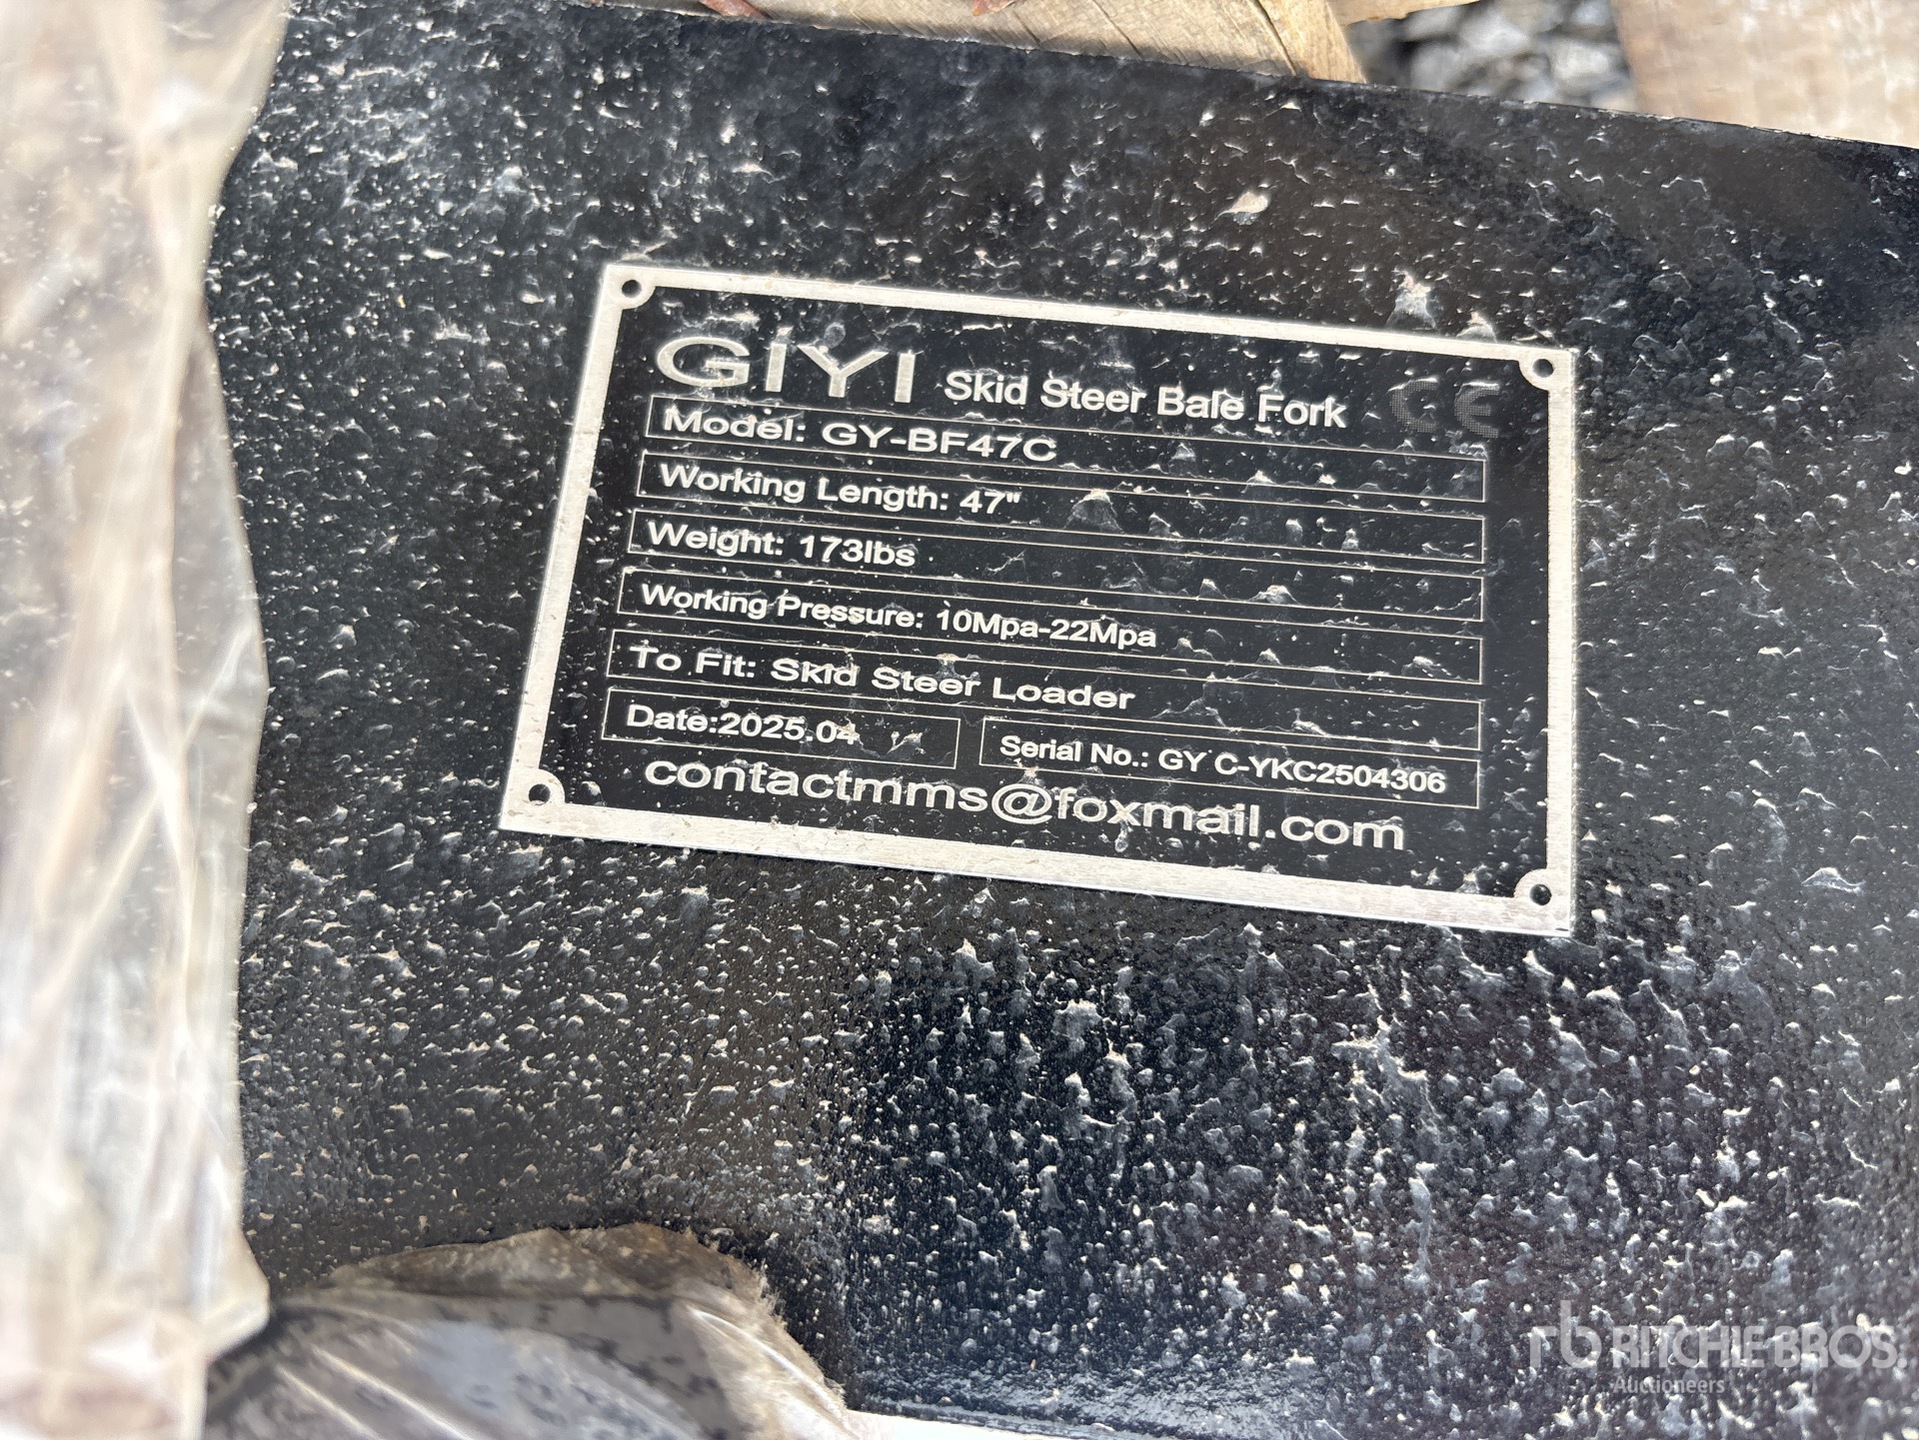 GIYI Skid Steer Bale Fork CE
Model: GY-BF47C
Working Length: 47"
Weight: 173lbs
Working Pressure: 10Mpa-22Mpa
To Fit: Skid Steer Loader
Date:2025.04 Serial No.: GY C-YKC2504306
contactmms@foxmail.com
rb RITCHIE BROS.
Auctioneers